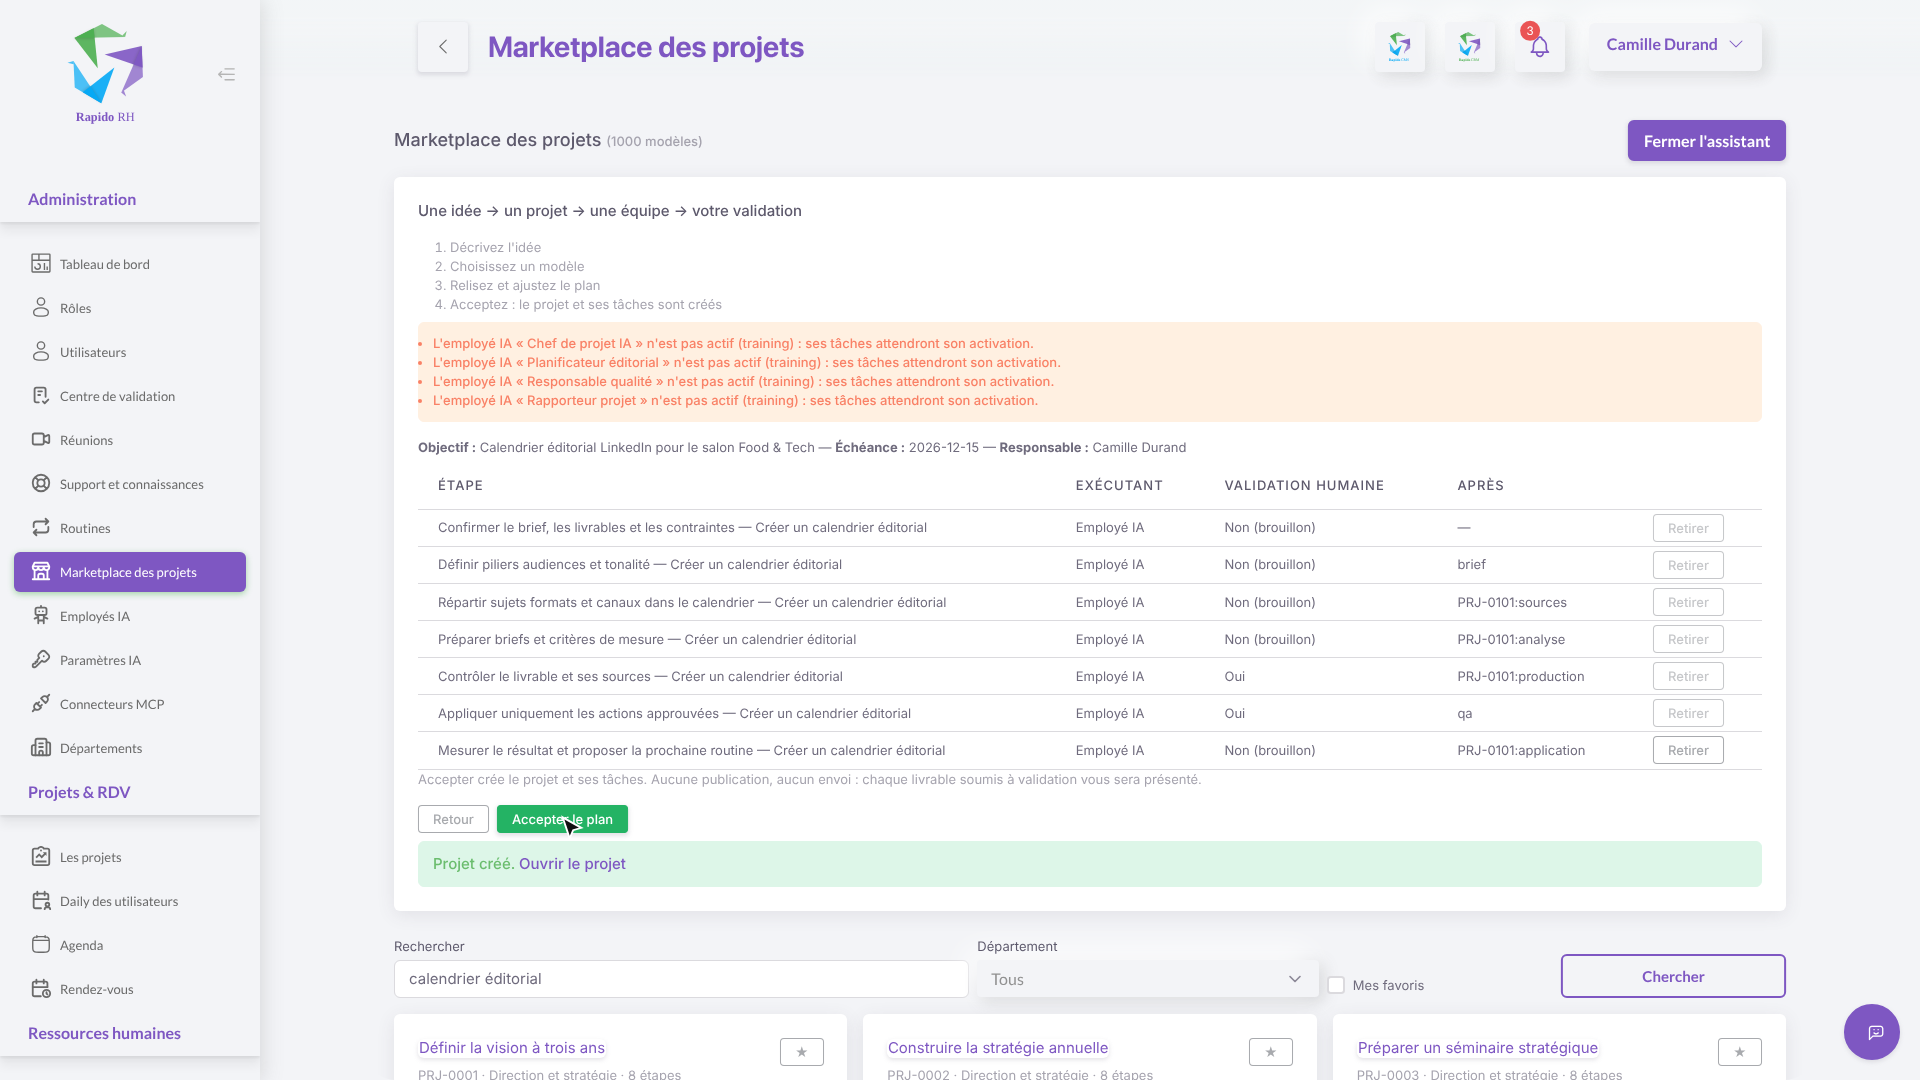 Rapido RH
Administration
Tableau de bord
Rôles
Utilisateurs
Centre de validation
Réunions
Support et connaissances
Routines
Marketplace des projets
Employés IA
Paramètres IA
Connecteurs MCP
Départements
Projets & RDV
Les projets
Daily des utilisateurs
Agenda
Rendez-vous
Ressources humaines
Marketplace des projets
3
Camille Durand
Marketplace des projets (1000 modèles)
Fermer l'assistant
Une idée → un projet → une équipe → votre validation
1. Décrivez l'idée
2. Choisissez un modèle
3. Relisez et ajustez le plan
4. Acceptez : le projet et ses tâches sont créés
• L'employé IA « Chef de projet IA » n'est pas actif (training) : ses tâches attendront son activation.
• L'employé IA « Planificateur éditorial » n'est pas actif (training) : ses tâches attendront son activation.
• L'employé IA « Responsable qualité » n'est pas actif (training) : ses tâches attendront son activation.
• L'employé IA « Rapporteur projet » n'est pas actif (training) : ses tâches attendront son activation.
Objectif : Calendrier éditorial LinkedIn pour le salon Food & Tech — Échéance : 2026-12-15 — Responsable : Camille Durand
ÉTAPE EXÉCUTANT VALIDATION HUMAINE APRÈS
Confirmer le brief, les livrables et les contraintes — Créer un calendrier éditorial Employé IA Non (brouillon) — Retirer
Définir piliers audiences et tonalité — Créer un calendrier éditorial Employé IA Non (brouillon) brief Retirer
Répartir sujets formats et canaux dans le calendrier — Créer un calendrier éditorial Employé IA Non (brouillon) PRJ-0101:sources Retirer
Préparer briefs et critères de mesure — Créer un calendrier éditorial Employé IA Non (brouillon) PRJ-0101:analyse Retirer
Contrôler le livrable et ses sources — Créer un calendrier éditorial Employé IA Oui PRJ-0101:production Retirer
Appliquer uniquement les actions approuvées — Créer un calendrier éditorial Employé IA Oui qa Retirer
Mesurer le résultat et proposer la prochaine routine — Créer un calendrier éditorial Employé IA Non (brouillon) PRJ-0101:application Retirer
Accepter crée le projet et ses tâches. Aucune publication, aucun envoi : chaque livrable soumis à validation vous sera présenté.
Retour Accepter le plan
Projet créé. Ouvrir le projet
Rechercher Département
calendrier éditorial Tous Mes favoris Chercher
Définir la vision à trois ans ★ Construire la stratégie annuelle ★ Préparer un séminaire stratégique ★
PRJ-0001 · Direction et stratégie · 8 étapes PRJ-0002 · Direction et stratégie · 8 étapes PRJ-0003 · Direction et stratégie · 8 étapes